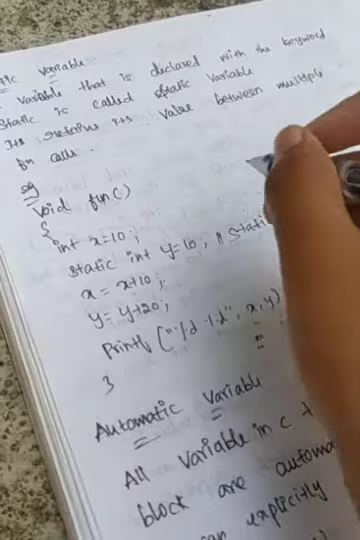 tic Variable
- Variable that is declared with the keyword
Static is called static variable
Its retains its value between multiple
fn calls.
eg
Void fun()
{
int x=10;
static int y=10; // Stati
x = x+10;
y = y+20;
Printf ("%d %d", x, y)
}
Automatic Variable
All Variable in C
block are automa
can explicitly